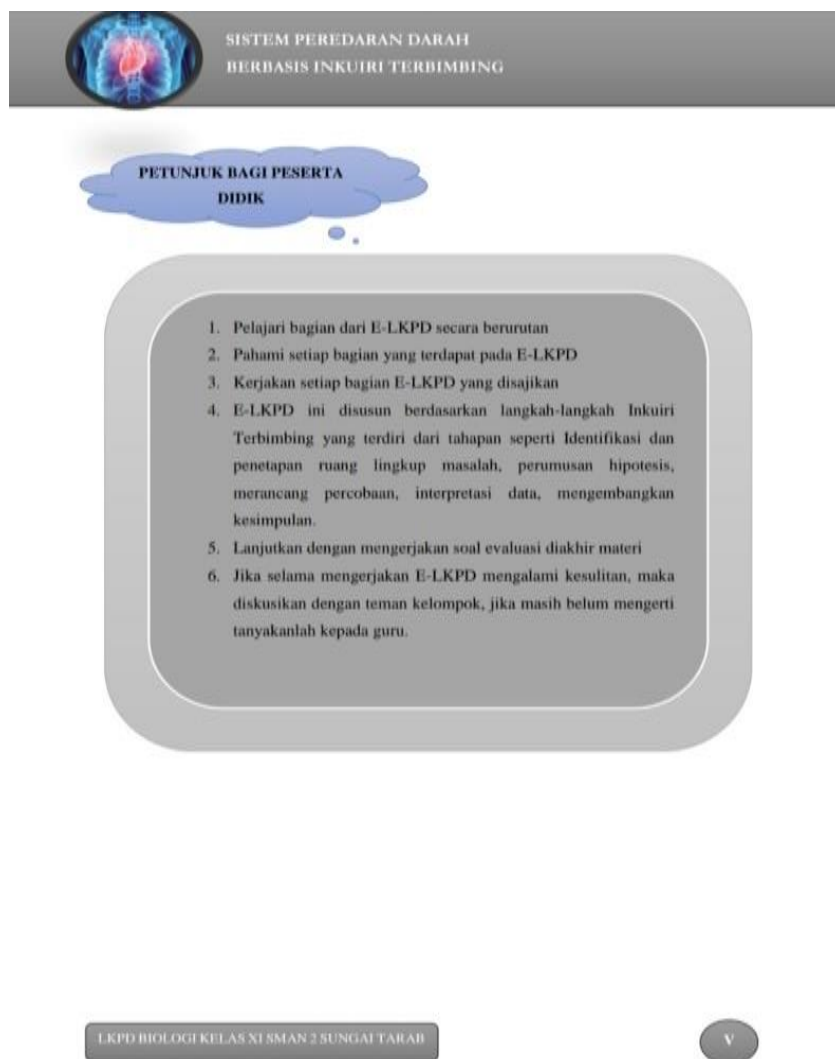 SISTEM PEREDARAN DARAH
BERBASIS INKUIRI TERBIMBING
PETUNJUK BAGI PESERTA
DIDIK
1. Pelajari bagian dari E-LKPD secara berurutan
2. Pahami setiap bagian yang terdapat pada E-LKPD
3. Kerjakan setiap bagian E-LKPD yang disajikan
4. E-LKPD ini disusun berdasarkan langkah-langkah Inkuiri
Terbimbing yang terdiri dari tahapan seperti Identifikasi dan
penetapan ruang lingkup masalah, perumusan hipotesis,
merancang percobaan, interpretasi data, mengembangkan
kesimpulan.
5. Lanjutkan dengan mengerjakan soal evaluasi diakhir materi
6. Jika selama mengerjakan E-LKPD mengalami kesulitan, maka
diskusikan dengan teman kelompok, jika masih belum mengerti
tanyakanlah kepada guru.
LKPD BIOLOGI KELAS XI SMAN 2 SUNGAI TARAB
V